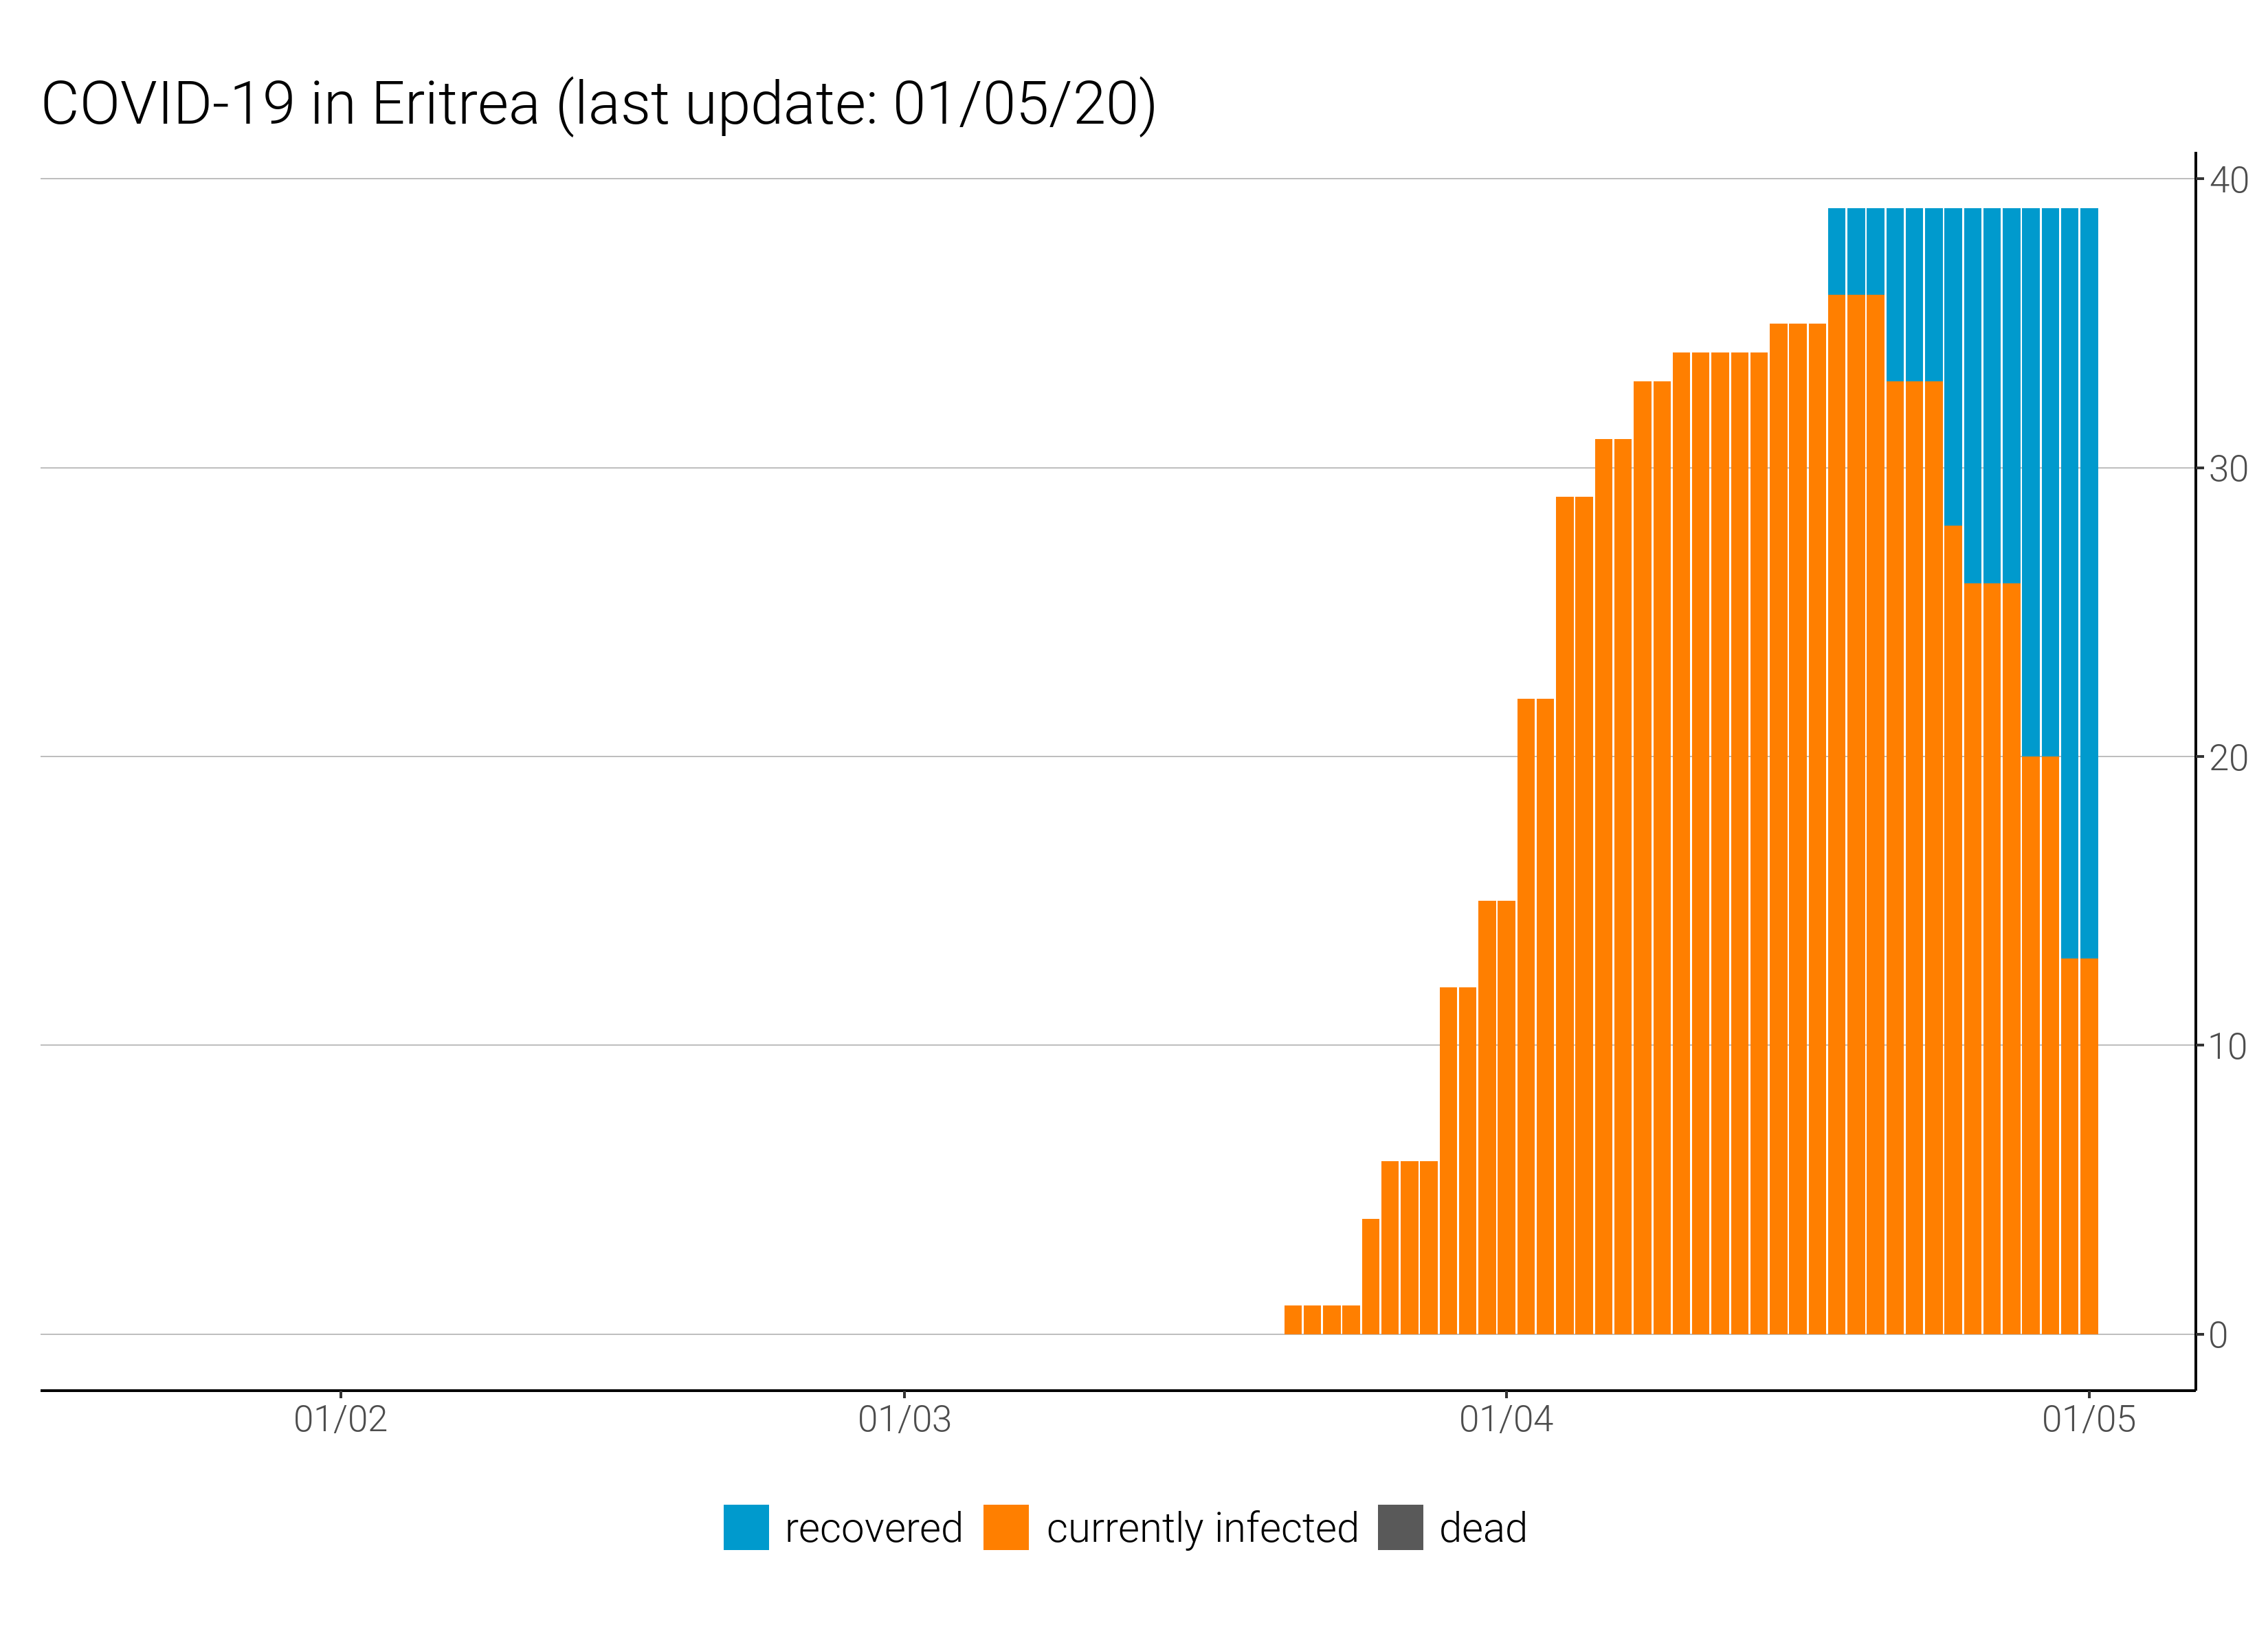 COVID-19 in Eritrea (last update: 01/05/20)
40
30
20
10
0
01/02 01/03 01/04 01/05
recovered currently infected dead